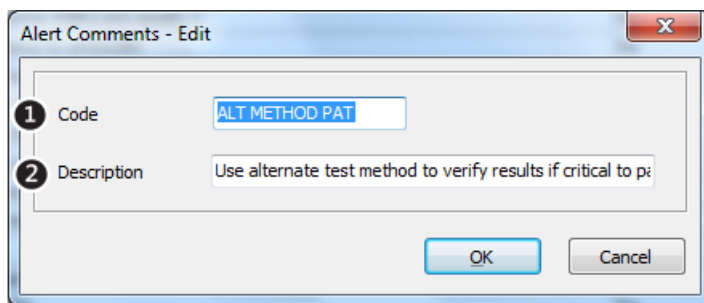 Alert Comments - Edit
1 Code ALT METHOD PAT
2 Description Use alternate test method to verify results if critical to pa
OK Cancel